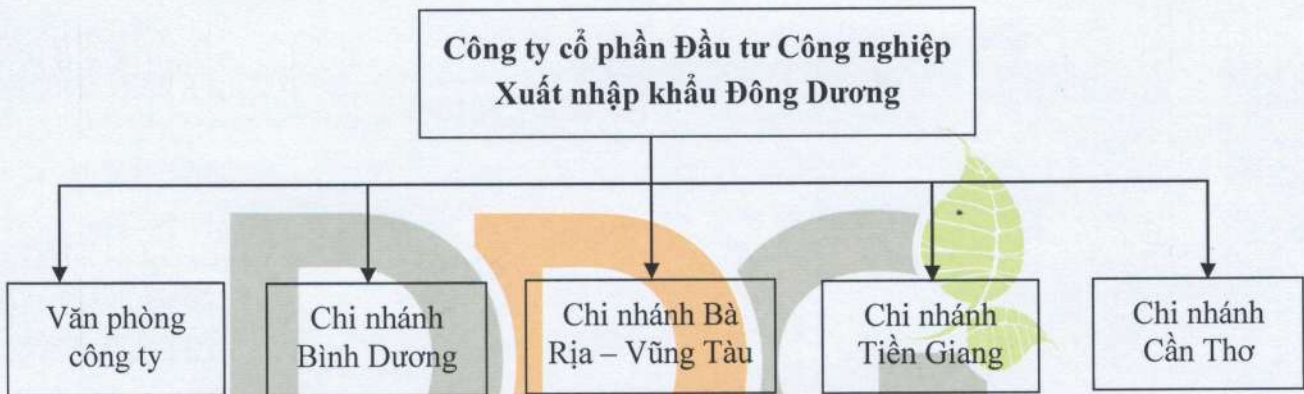 Công ty cổ phần Đầu tư Công nghiệp
Xuất nhập khẩu Đông Dương
Văn phòng
công ty
Chi nhánh
Bình Dương
Chi nhánh Bà
Rịa – Vũng Tàu
Chi nhánh
Tiền Giang
Chi nhánh
Cần Thơ
DDG